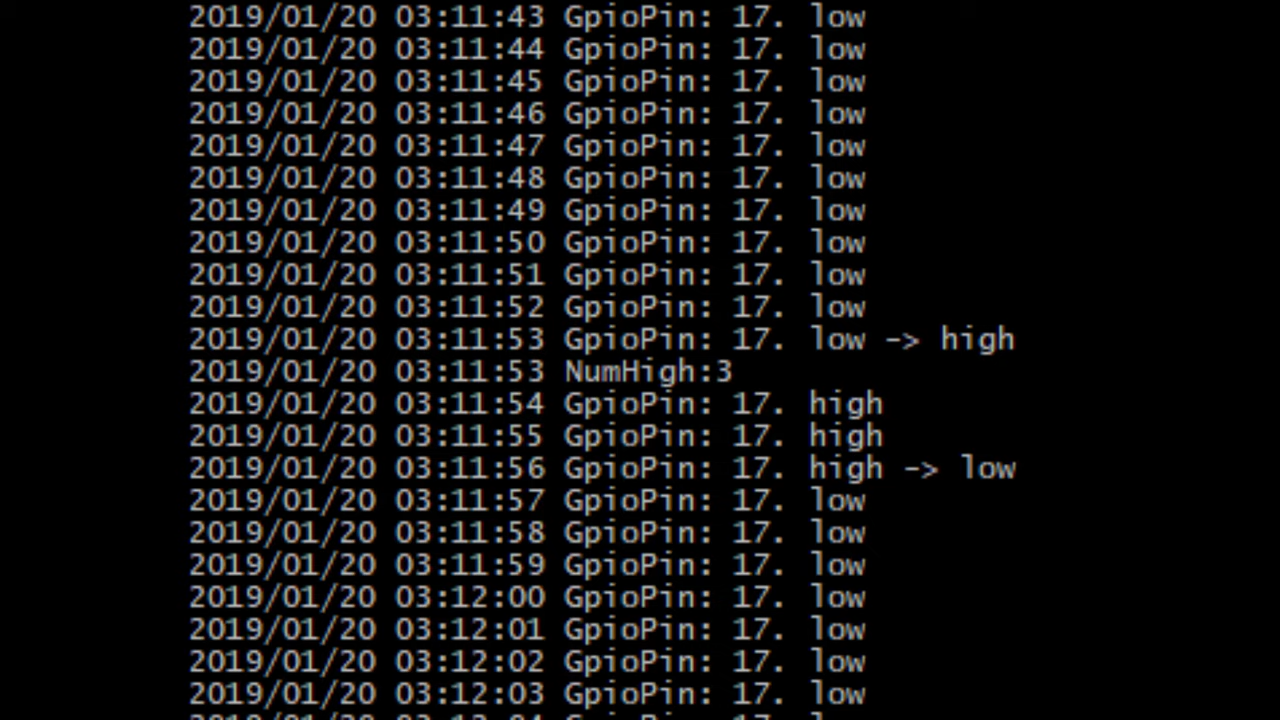 2019/01/20 03:11:43 GpioPin: 17. low
2019/01/20 03:11:44 GpioPin: 17. low
2019/01/20 03:11:45 GpioPin: 17. low
2019/01/20 03:11:46 GpioPin: 17. low
2019/01/20 03:11:47 GpioPin: 17. low
2019/01/20 03:11:48 GpioPin: 17. low
2019/01/20 03:11:49 GpioPin: 17. low
2019/01/20 03:11:50 GpioPin: 17. low
2019/01/20 03:11:51 GpioPin: 17. low
2019/01/20 03:11:52 GpioPin: 17. low
2019/01/20 03:11:53 GpioPin: 17. low -> high
2019/01/20 03:11:53 NumHigh:3
2019/01/20 03:11:54 GpioPin: 17. high
2019/01/20 03:11:55 GpioPin: 17. high
2019/01/20 03:11:56 GpioPin: 17. high -> low
2019/01/20 03:11:57 GpioPin: 17. low
2019/01/20 03:11:58 GpioPin: 17. low
2019/01/20 03:11:59 GpioPin: 17. low
2019/01/20 03:12:00 GpioPin: 17. low
2019/01/20 03:12:01 GpioPin: 17. low
2019/01/20 03:12:02 GpioPin: 17. low
2019/01/20 03:12:03 GpioPin: 17. low